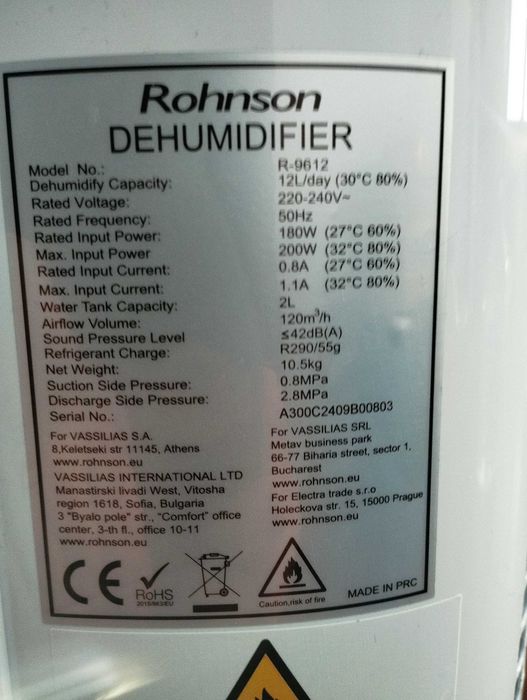 Rohnson
DEHUMIDIFIER
Model No.: R-9612
Dehumidify Capacity: 12L/day (30°C 80%)
Rated Voltage: 220-240V~
Rated Frequency: 50Hz
Rated Input Power: 180W (27°C 60%)
Max. Input Power 200W (32°C 80%)
Rated Input Current: 0.8A (27°C 60%)
Max. Input Current: 1.1A (32°C 80%)
Water Tank Capacity: 2L
Airflow Volume: 120m³/h
Sound Pressure Level ≤42dB(A)
Refrigerant Charge: R290/55g
Net Weight: 10.5kg
Suction Side Pressure: 0.8MPa
Discharge Side Pressure: 2.8MPa
Serial No.: A300C2409B00803
For VASSILIAS S.A.
8,Keletseki str 11145, Athens
www.rohnson.eu
VASSILIAS INTERNATIONAL LTD
Manastirski livadi West, Vitosha
region 1618, Sofia, Bulgaria
3 "Byalo pole" str., "Comfort" office
center, 3-th fl., office 10-11
www.rohnson.eu
For VASSILIAS SRL
Metav business park
66-77 Biharia street, sector 1,
Bucharest
www.rohnson.eu
For Electra trade s.r.o
Holeckova str. 15, 15000 Prague
www.rohnson.eu
CE
RoHS
2015/863/EU
Caution,risk of fire
MADE IN PRC